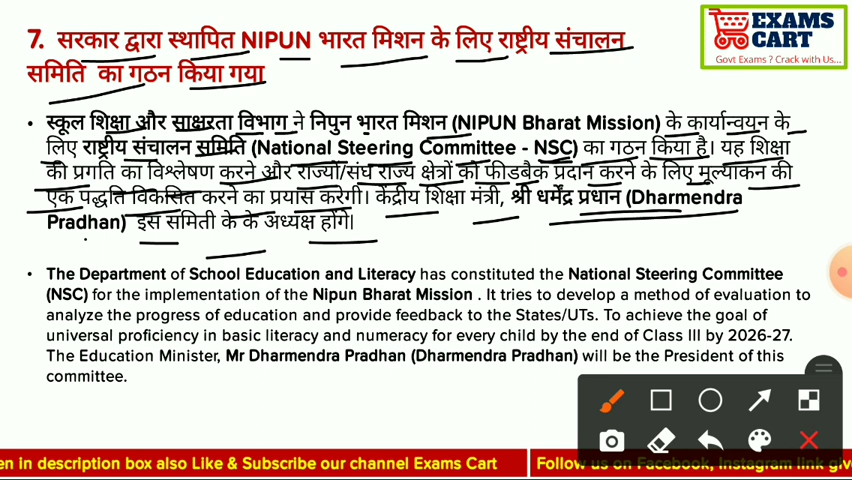 7. सरकार द्वारा स्थापित NIPUN भारत मिशन के लिए राष्ट्रीय संचालन
समिति का गठन किया गया
EXAMS
CART
Govt Exams ? Crack with Us...
• स्कूल शिक्षा और साक्षरता विभाग ने निपुन भारत मिशन (NIPUN Bharat Mission) के कार्यान्वयन के
लिए राष्ट्रीय संचालन समिति (National Steering Committee - NSC) का गठन किया है। यह शिक्षा
की प्रगति का विश्लेषण करने और राज्यों/संघ राज्य क्षेत्रों को फीडबैक प्रदान करने के लिए मूल्यांकन की
एक पद्धति विकसित करने का प्रयास करेगी। केंद्रीय शिक्षा मंत्री, श्री धर्मेंद्र प्रधान (Dharmendra
Pradhan) इस समिती के के अध्यक्ष होंगे।
• The Department of School Education and Literacy has constituted the National Steering Committee
(NSC) for the implementation of the Nipun Bharat Mission . It tries to develop a method of evaluation to
analyze the progress of education and provide feedback to the States/UTs. To achieve the goal of
universal proficiency in basic literacy and numeracy for every child by the end of Class III by 2026-27.
The Education Minister, Mr Dharmendra Pradhan (Dharmendra Pradhan) will be the President of this
committee.
en in description box also Like & Subscribe our channel Exams Cart
Follow us on Facebook, Instagram link giv